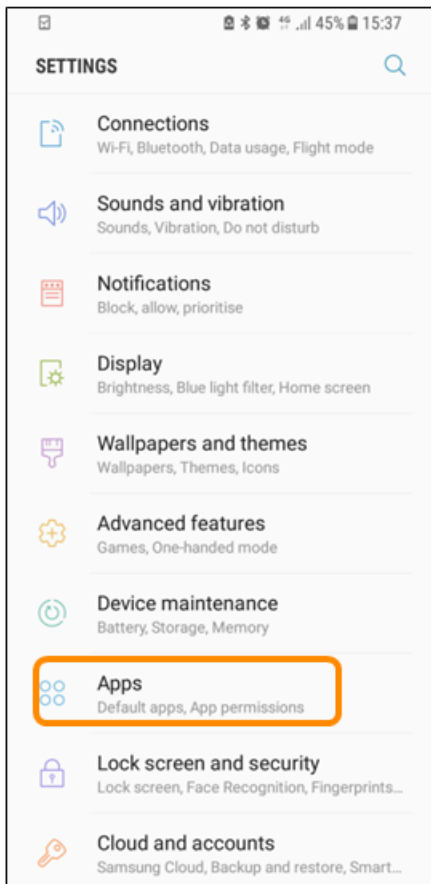 4G 45% 15:37
SETTINGS
Connections
Wi-Fi, Bluetooth, Data usage, Flight mode
Sounds and vibration
Sounds, Vibration, Do not disturb
Notifications
Block, allow, prioritise
Display
Brightness, Blue light filter, Home screen
Wallpapers and themes
Wallpapers, Themes, Icons
Advanced features
Games, One-handed mode
Device maintenance
Battery, Storage, Memory
Apps
Default apps, App permissions
Lock screen and security
Lock screen, Face Recognition, Fingerprints...
Cloud and accounts
Samsung Cloud, Backup and restore, Smart...